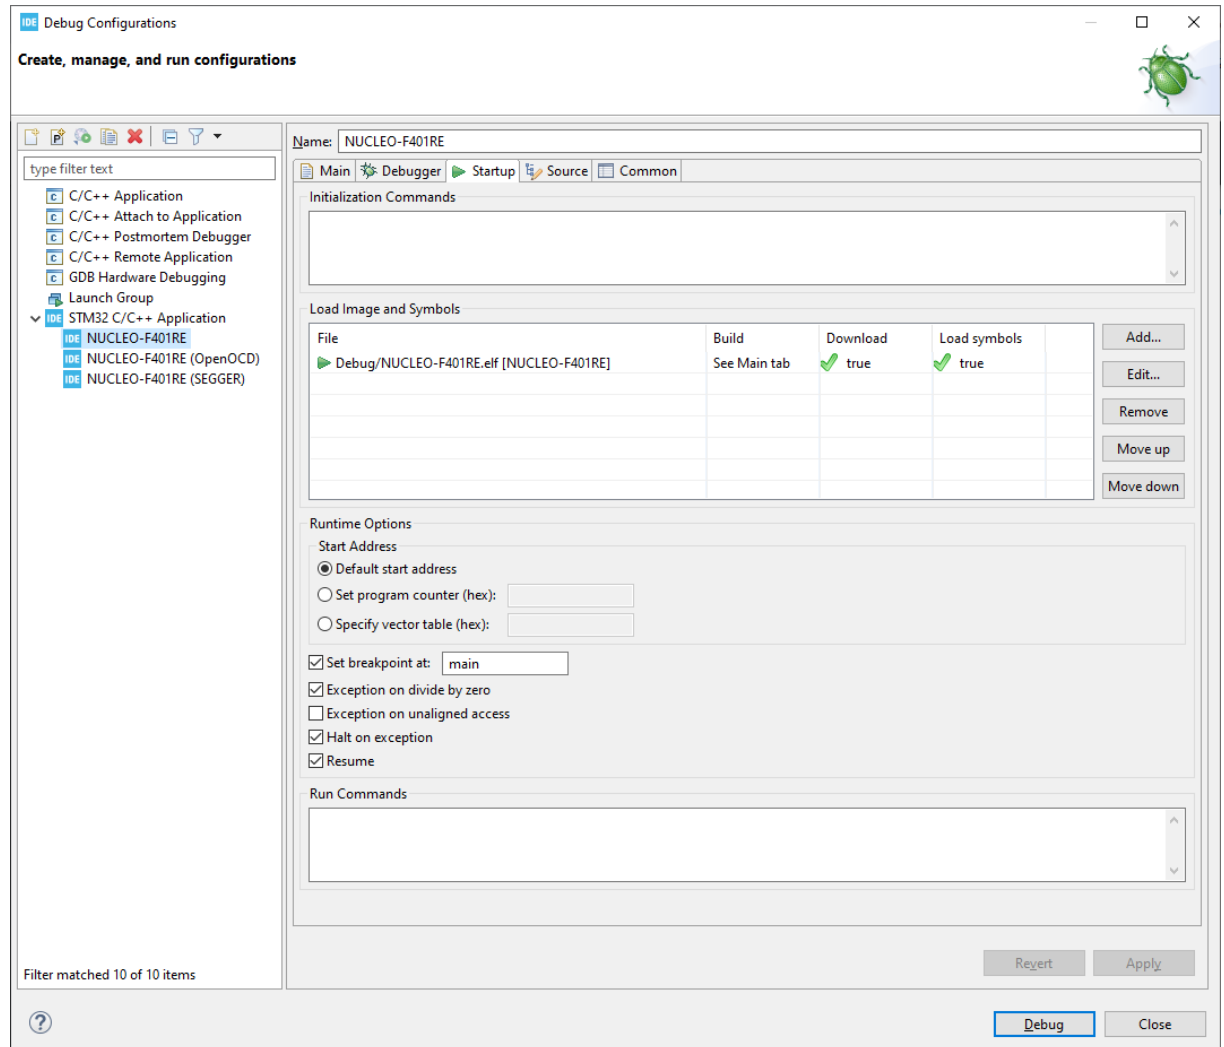 IDE Debug Configurations
Create, manage, and run configurations
type filter text
C/C++ Application
C/C++ Attach to Application
C/C++ Postmortem Debugger
C/C++ Remote Application
GDB Hardware Debugging
Launch Group
IDE STM32 C/C++ Application
IDE NUCLEO-F401RE
IDE NUCLEO-F401RE (OpenOCD)
IDE NUCLEO-F401RE (SEGGER)
Filter matched 10 of 10 items
Name: NUCLEO-F401RE
Main Debugger Startup Source Common
Initialization Commands
Load Image and Symbols
File Build Download Load symbols
Debug/NUCLEO-F401RE.elf [NUCLEO-F401RE] See Main tab true true
Add...
Edit...
Remove
Move up
Move down
Runtime Options
Start Address
Default start address
Set program counter (hex):
Specify vector table (hex):
Set breakpoint at: main
Exception on divide by zero
Exception on unaligned access
Halt on exception
Resume
Run Commands
Revert Apply
? Debug Close